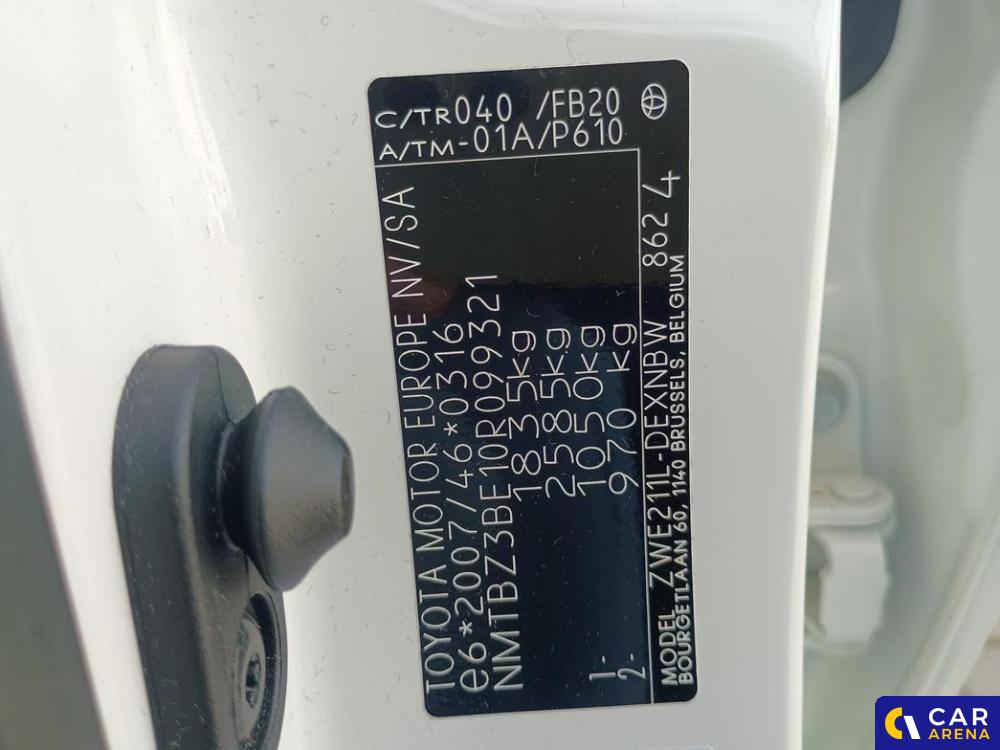 TOYOTA MOTOR EUROPE NV/SA
e6*2007/46*0316
NMTBZ3BE10R099321
1835kg
2585kg
1- 1050kg
2- 970 kg
MODEL ZWE211L-DEXNBW 862 4
BOURGETLAAN 60, 1140 BRUSSELS, BELGIUM
C/TR040 /FB20
A/TM-01A/P610
CAR
ARENA